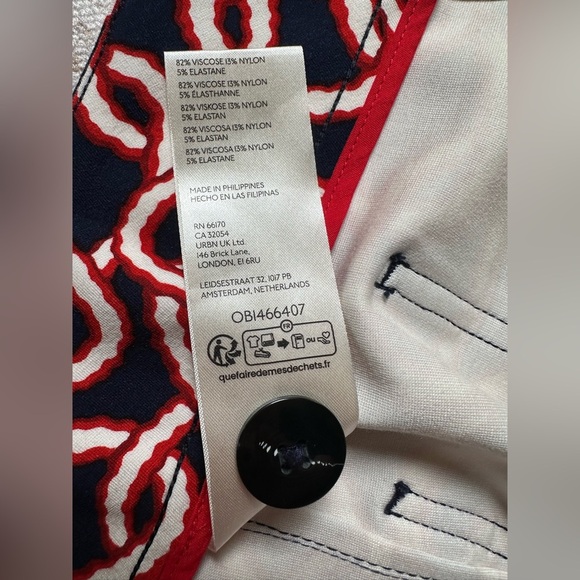 82% VISCOSE 13% NYLON
5% ELASTANE
82% VISCOSE 13% NYLON
5% ÉLASTHANNE
82% VISKOSE 13% NYLON
5% ELASTAN
82% VISCOSA 13% NYLON
5% ELASTAN
82% VISCOSA 13% NYLON
5% ELASTANE
MADE IN PHILIPPINES
HECHO EN LAS FILIPINAS
RN 66170
CA 32054
URBN UK Ltd.
146 Brick Lane,
LONDON, E1 6RU
LEIDSESTRAAT 32, 1017 PB
AMSTERDAM, NETHERLANDS
OB1466407
FR
OU
quefairedemesdechets.fr